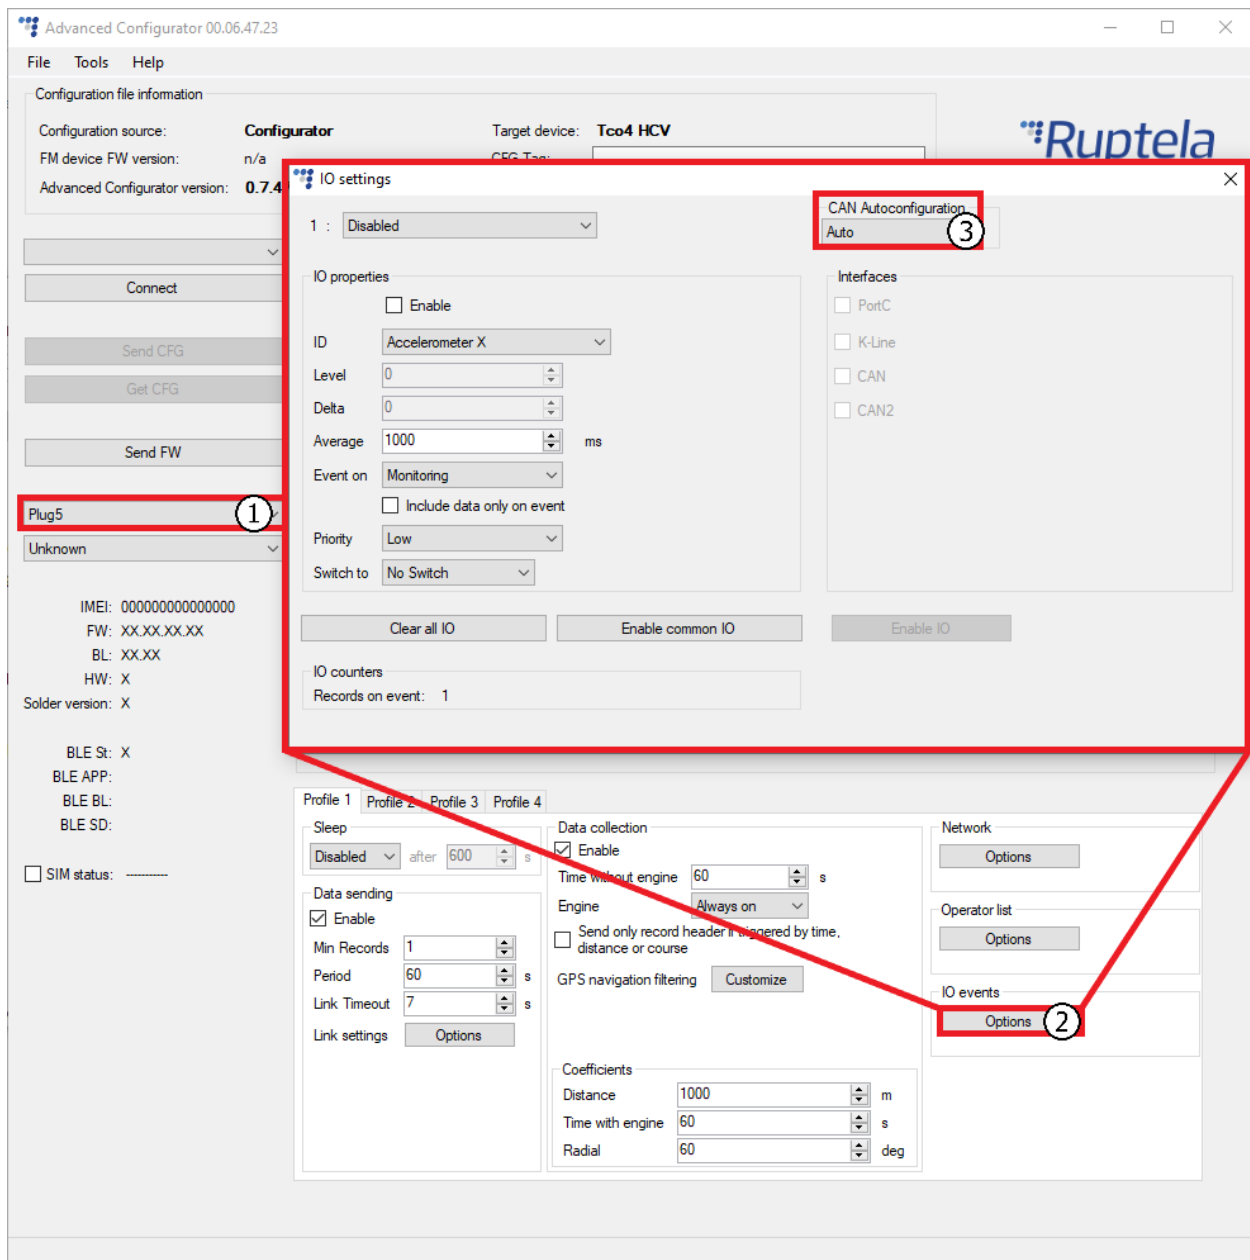 Advanced Configurator 00.06.47.23
File Tools Help
Configuration file information
Configuration source: Configurator Target device: Tco4 HCV
FM device FW version: n/a CFG Tag:
Advanced Configurator version: 0.7.4
Ruptela
IO settings
1 : Disabled
CAN Autoconfiguration
Auto 3
Connect
Send CFG
Get CFG
Send FW
Plug5 1
Unknown
IO properties
Enable
ID Accelerometer X
Level 0
Delta 0
Average 1000 ms
Event on Monitoring
Include data only on event
Priority Low
Switch to No Switch
Interfaces
PortC
K-Line
CAN
CAN2
Clear all IO Enable common IO Enable IO
IO counters
Records on event: 1
IMEI: 000000000000000
FW: XX.XX.XX.XX
BL: XX.XX
HW: X
Solder version: X
BLE St: X
BLE APP:
BLE BL:
BLE SD:
SIM status: -----------
Profile 1 Profile 2 Profile 3 Profile 4
Sleep
Disabled after 600 s
Data sending
Enable
Min Records 1
Period 60 s
Link Timeout 7 s
Link settings Options
Data collection
Enable
Time without engine 60 s
Engine Always on
Send only record header if triggered by time,
distance or course
GPS navigation filtering Customize
Coefficients
Distance 1000 m
Time with engine 60 s
Radial 60 deg
Network
Options
Operator list
Options
IO events
Options 2